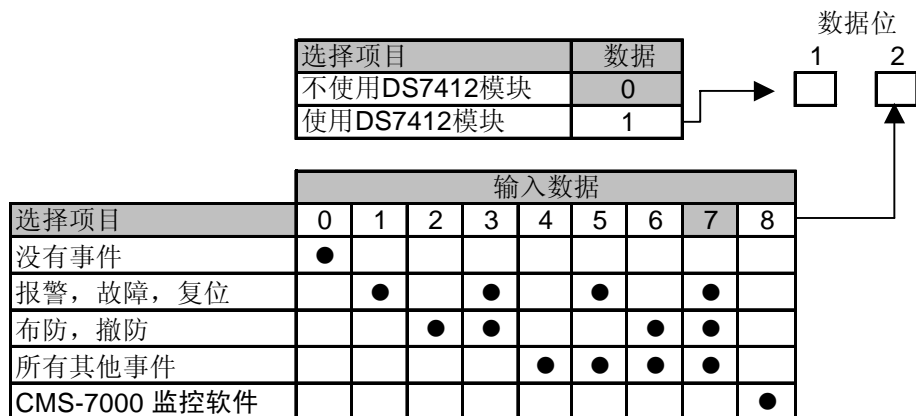 数据位
选择项目 数据 1 2
不使用DS7412模块 0
使用DS7412模块 1
输入数据
选择项目 0 1 2 3 4 5 6 7 8
没有事件 ●
报警，故障，复位 ● ● ● ●
布防，撤防 ● ● ● ●
所有其他事件 ● ● ● ●
CMS-7000 监控软件 ●